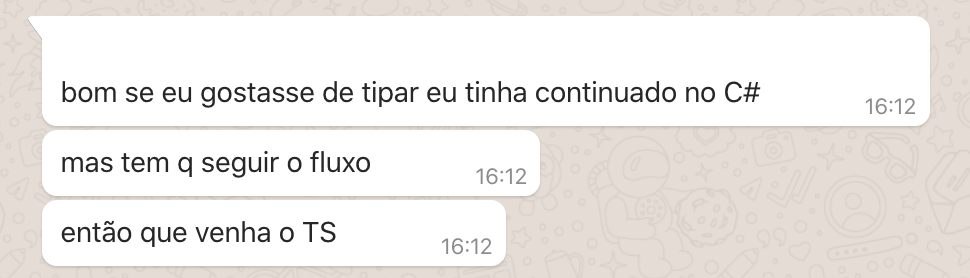 bom se eu gostasse de tipar eu tinha continuado no C#
16:12
mas tem q seguir o fluxo
16:12
então que venha o TS
16:12